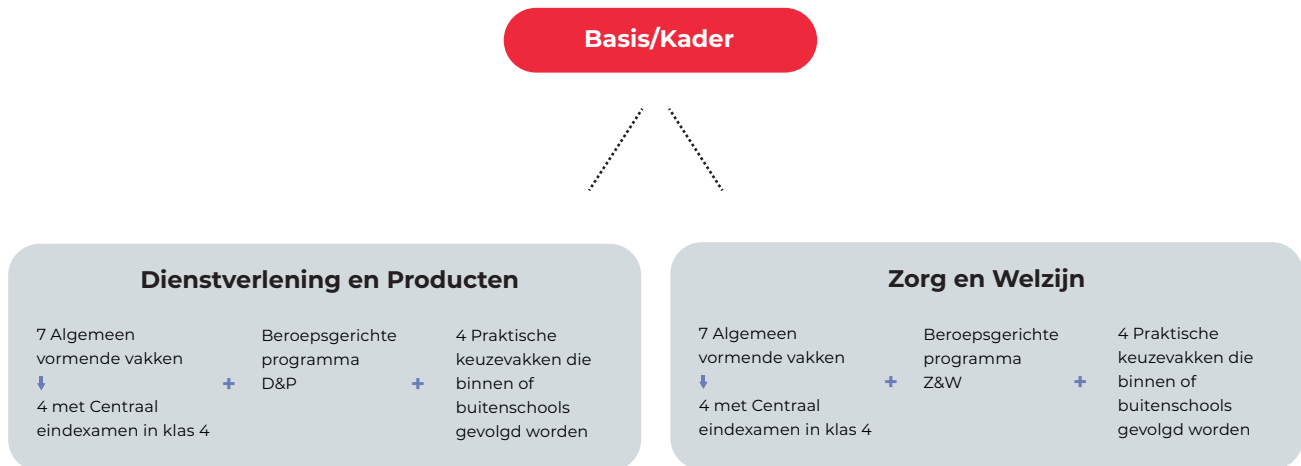 Basis/Kader
Dienstverlening en Producten
7 Algemeen
vormende vakken
4 met Centraal
eindexamen in klas 4
+
Beroepsgerichte
programma
D&P
+
4 Praktische
keuzevakken die
binnen of
buitenschools
gevolgd worden
Zorg en Welzijn
7 Algemeen
vormende vakken
4 met Centraal
eindexamen in klas 4
+
Beroepsgerichte
programma
Z&W
+
4 Praktische
keuzevakken die
binnen of
buitenschools
gevolgd worden